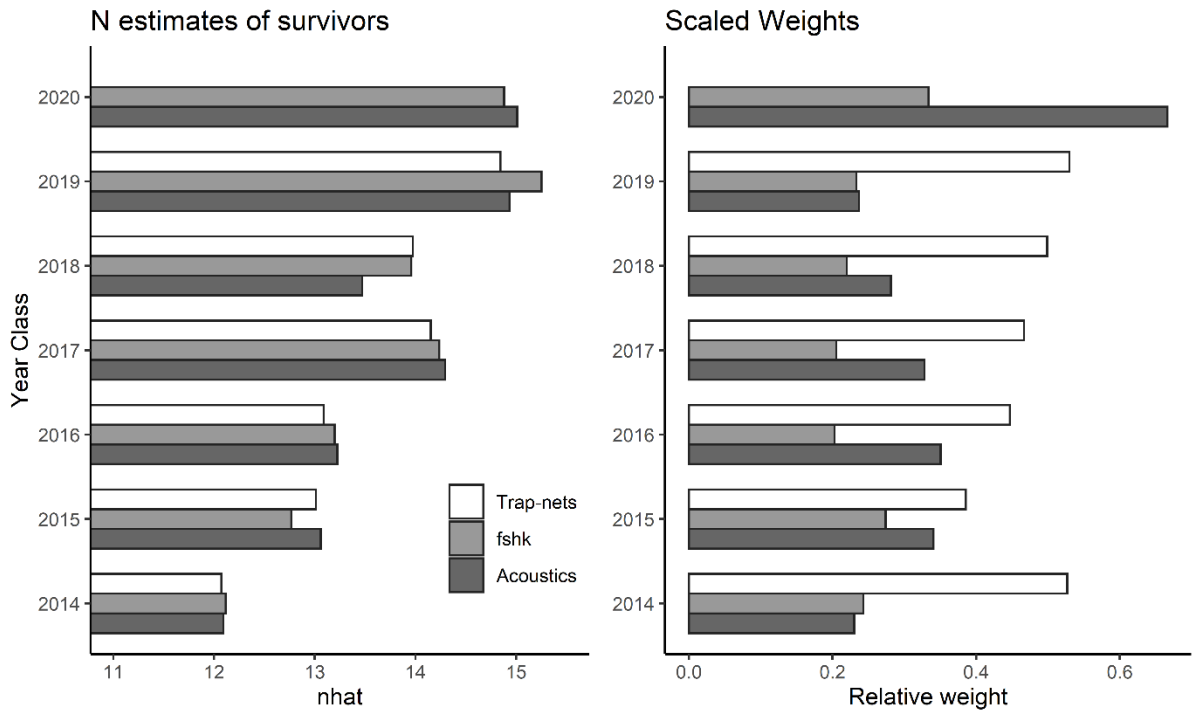 N estimates of survivors
Year Class
2020
2019
2018
2017
2016
2015
2014
11 12 13 14 15
nhat
Trap-nets
fshk
Acoustics
Scaled Weights
2020
2019
2018
2017
2016
2015
2014
0.0 0.2 0.4 0.6
Relative weight